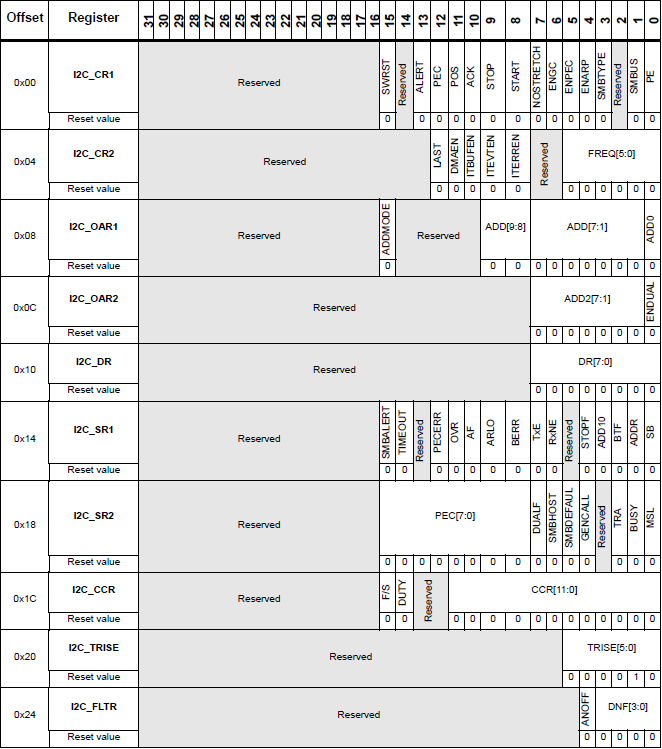 Offset Register 31 30 29 28 27 26 25 24 23 22 21 20 19 18 17 16 15 14 13 12 11 10 9 8 7 6 5 4 3 2 1 0
0x00 I2C_CR1 Reserved SWRST Reserved ALERT PEC POS ACK STOP START NOSTRETCH ENGC ENPEC ENARP SMBTYPE Reserved SMBUS PE
Reset value 0 0 0 0 0 0 0 0 0 0 0 0 0 0
0x04 I2C_CR2 Reserved LAST DMAEN ITBUFEN ITEVTEN ITERREN Reserved FREQ[5:0]
Reset value 0 0 0 0 0 0 0 0 0 0 0
0x08 I2C_OAR1 Reserved ADDMODE Reserved ADD[9:8] ADD[7:1] ADD0
Reset value 0 0 0 0 0 0 0 0 0 0 0
0x0C I2C_OAR2 Reserved ADD2[7:1] ENDUAL
Reset value 0 0 0 0 0 0 0 0
0x10 I2C_DR Reserved DR[7:0]
Reset value 0 0 0 0 0 0 0 0
0x14 I2C_SR1 Reserved SMBALERT TIMEOUT Reserved PECERR OVR AF ARLO BERR TxE RxNE Reserved STOPF ADD10 BTF ADDR SB
Reset value 0 0 0 0 0 0 0 0 0 0 0 0 0 0
0x18 I2C_SR2 Reserved PEC[7:0] DUALF SMBHOST SMBDEFAUL GENCALL Reserved TRA BUSY MSL
Reset value 0 0 0 0 0 0 0 0 0 0 0 0 0 0 0
0x1C I2C_CCR Reserved F/S DUTY Reserved CCR[11:0]
Reset value 0 0 0 0 0 0 0 0 0 0 0 0 0 0
0x20 I2C_TRISE Reserved TRISE[5:0]
Reset value 0 0 0 0 1 0
0x24 I2C_FLTR Reserved ANOFF DNF[3:0]
Reset value 0 0 0 0 0